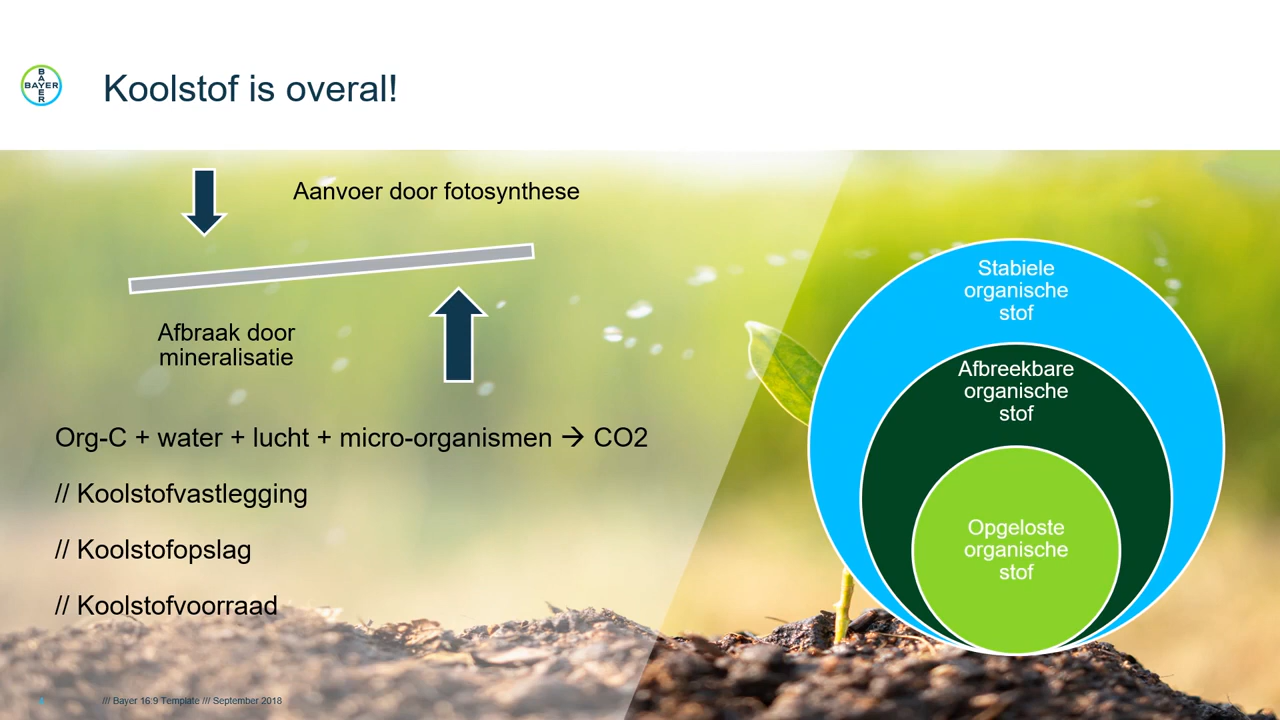 BAYER
BAYER
Koolstof is overal!
Aanvoer door fotosynthese
Afbraak door
mineralisatie
Org-C + water + lucht + micro-organismen → CO2
// Koolstofvastlegging
// Koolstofopslag
// Koolstofvoorraad
Stabiele
organische
stof
Afbreekbare
organische
stof
Opgeloste
organische
stof
/// Bayer 16:9 Template /// September 2018